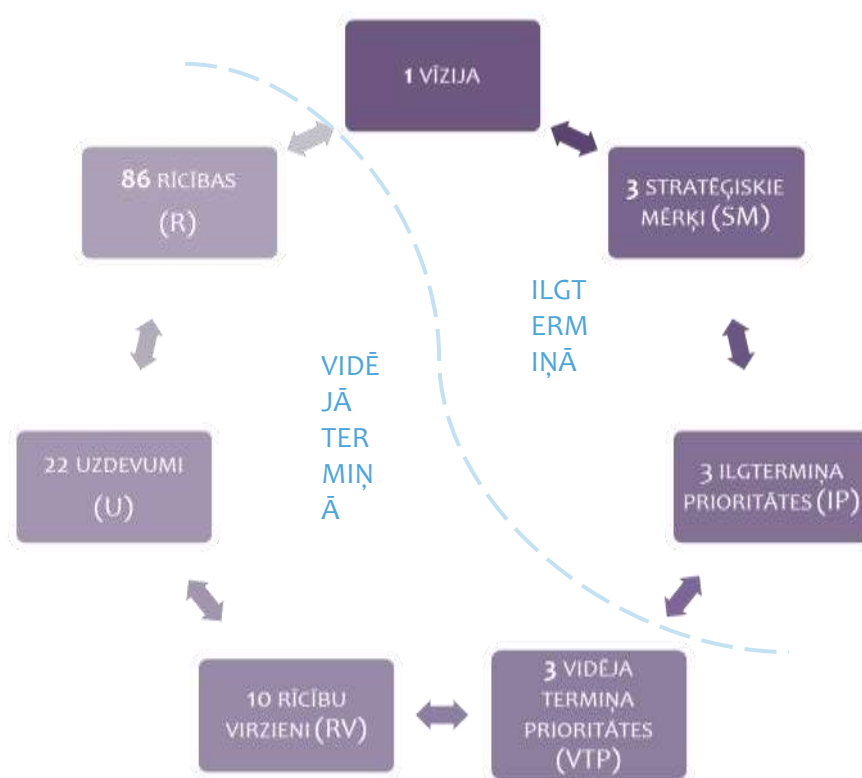 1 VĪZIJA
3 STRATĒĢISKIE
MĒRĶI (SM)
3 ILGTERMIŅA
PRIORITĀTES (IP)
3 VIDĒJA
TERMIŅA
PRIORITĀTES
(VTP)
10 RĪCĪBU
VIRZIENI (RV)
22 UZDEVUMI
(U)
86 RĪCĪBAS
(R)
ILGT
ERM
IŅĀ
VIDĒ
JĀ
TER
MIŅ
Ā